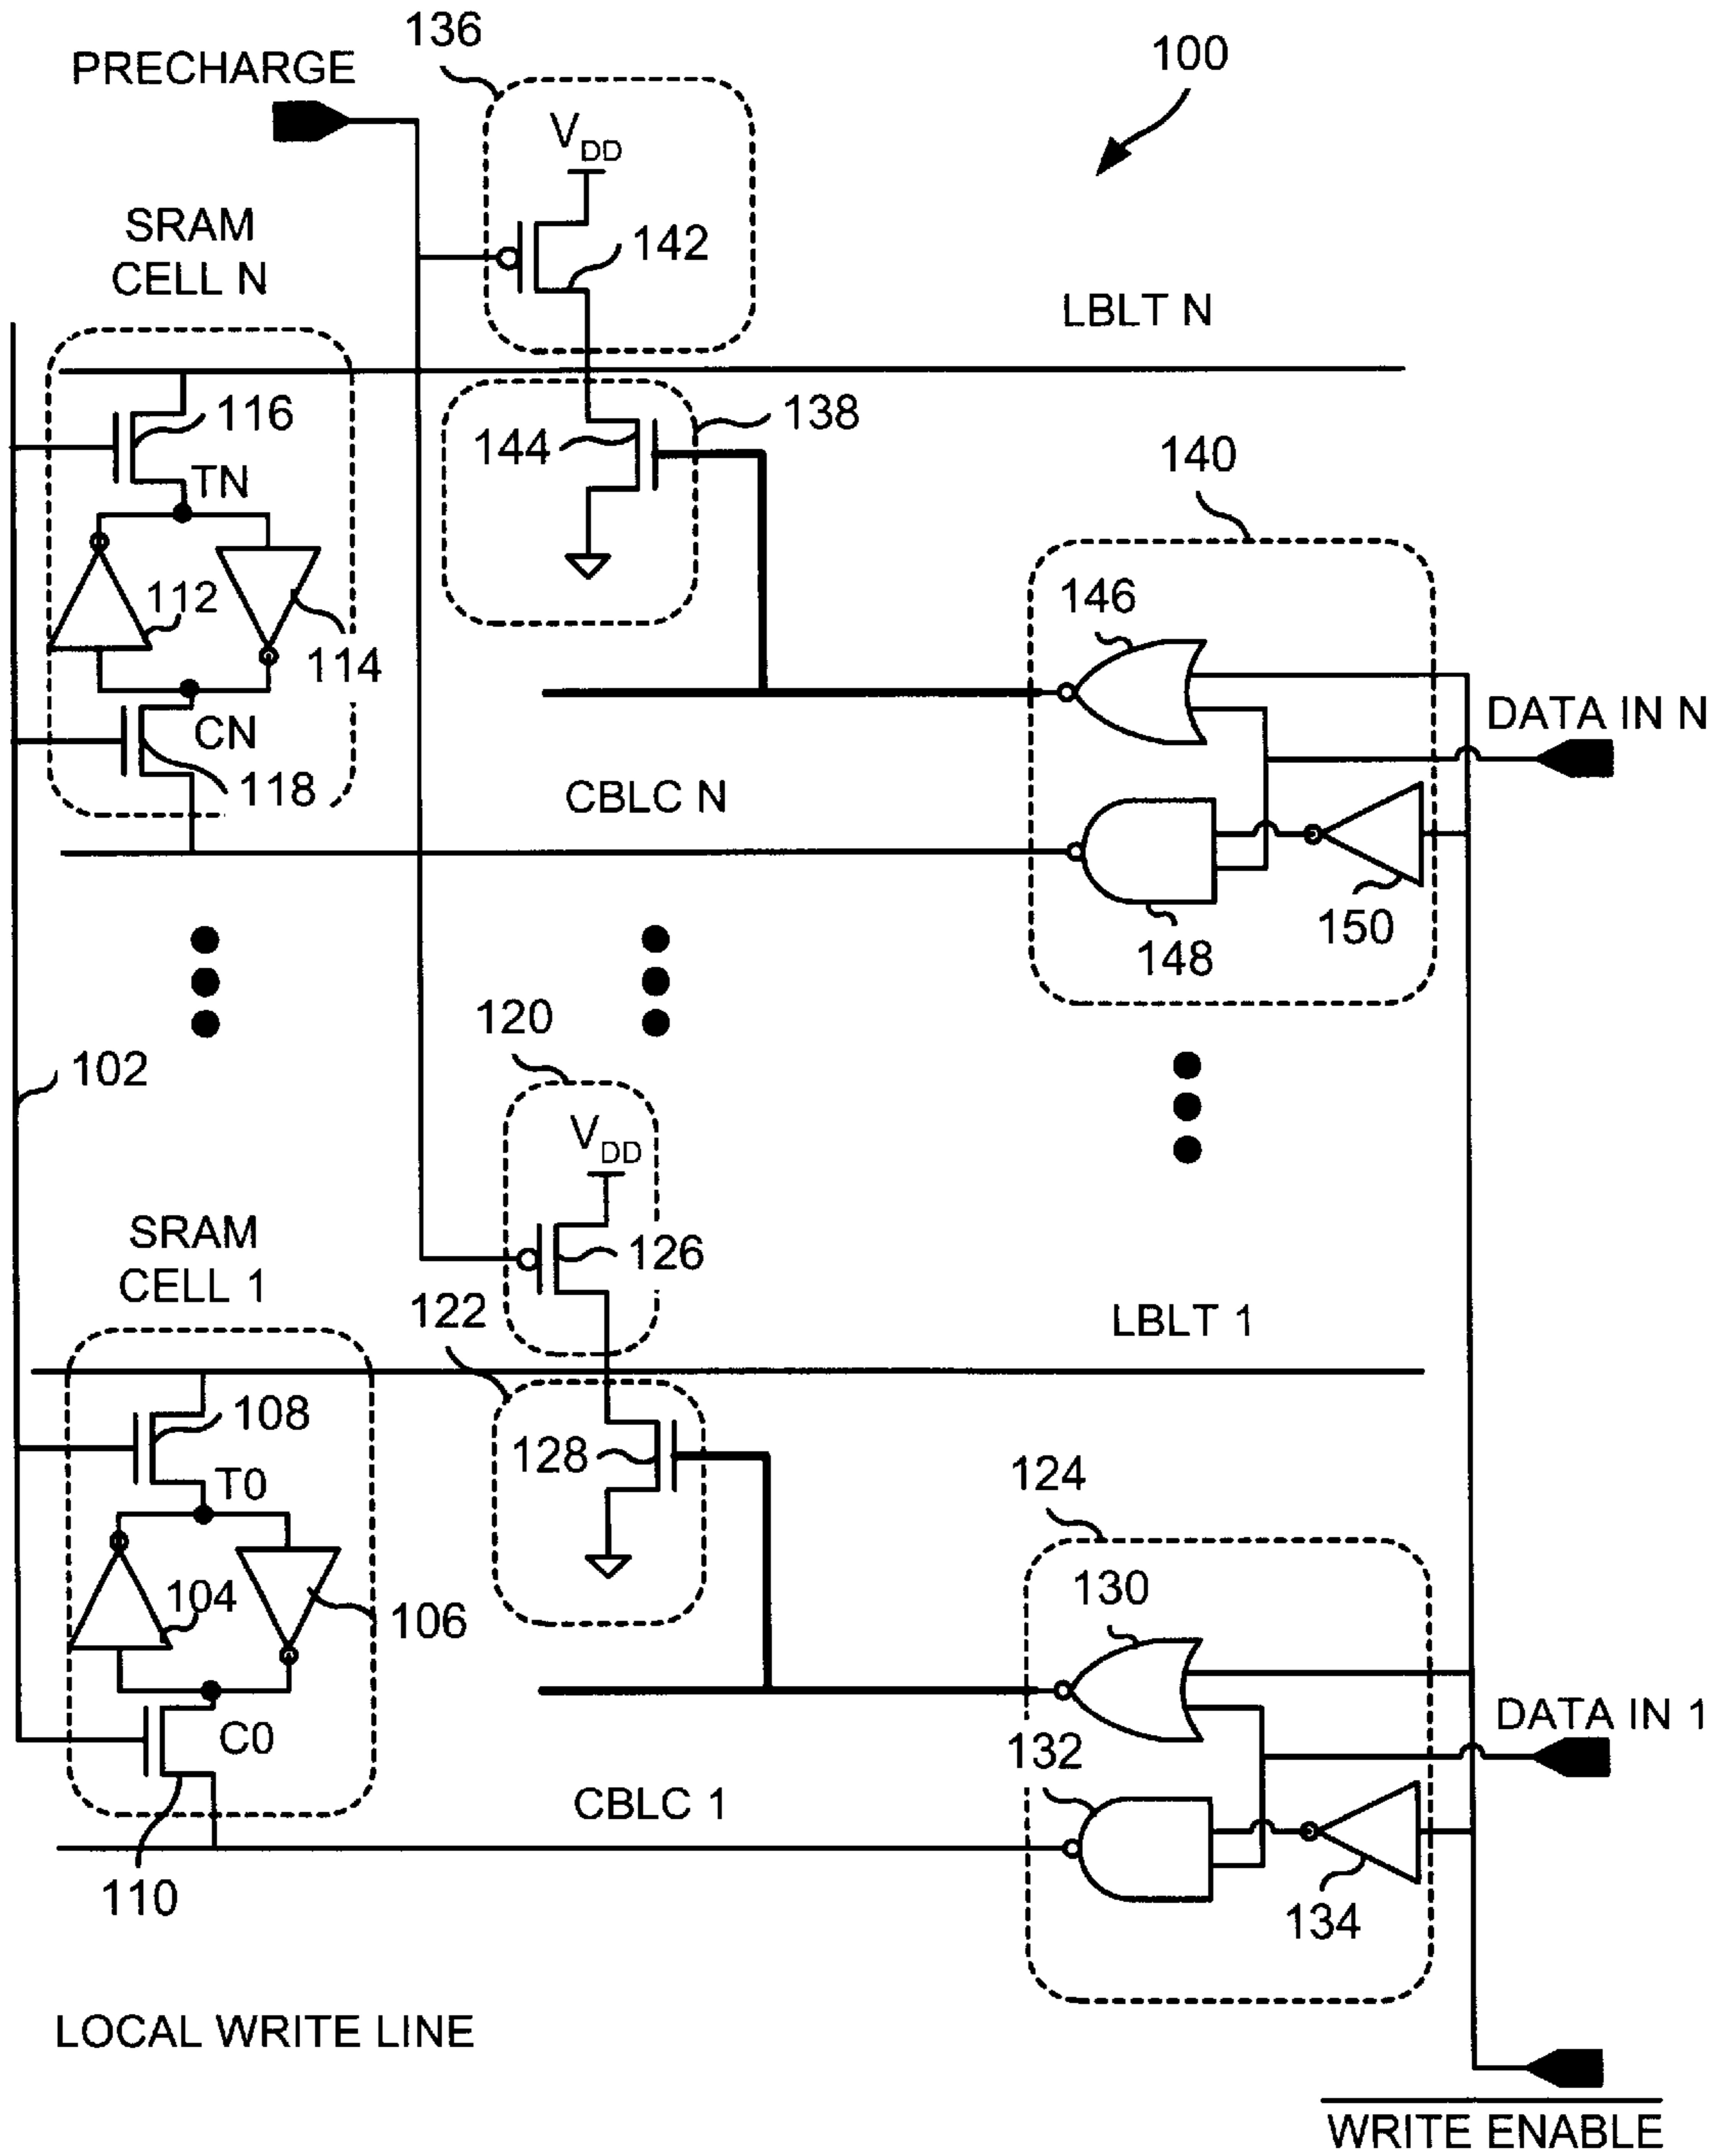 136
100
PRECHARGE
VDD
SRAM
CELL N
142
LBLT N
116
138
144
TN
140
146
112
114
DATA IN N
CN
118
CBLC N
150
148
120
102
VDD
SRAM
CELL 1
126
122
LBLT 1
108
128
T0
124
130
104
106
DATA IN 1
C0
132
CBLC 1
110
134
LOCAL WRITE LINE
WRITE ENABLE